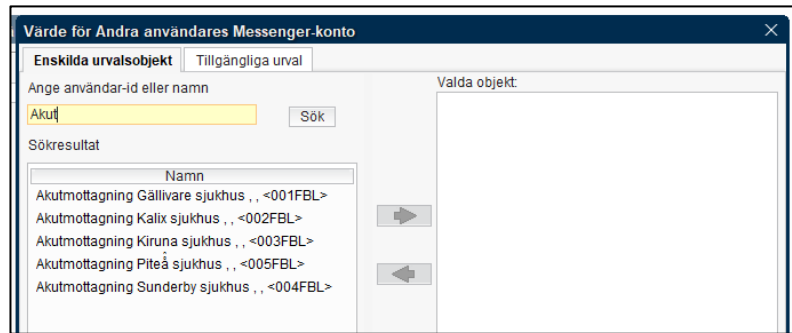 Värde för Andra användares Messenger-konto
Enskilda urvalsobjekt Tillgängliga urval
Ange användar-id eller namn
Valda objekt:
Akut
Sök
Sökresultat
Namn
Akutmottagning Gällivare sjukhus , , <001FBL>
Akutmottagning Kalix sjukhus , , <002FBL>
Akutmottagning Kiruna sjukhus , , <003FBL>
Akutmottagning Piteå sjukhus , , <005FBL>
Akutmottagning Sunderby sjukhus , , <004FBL>